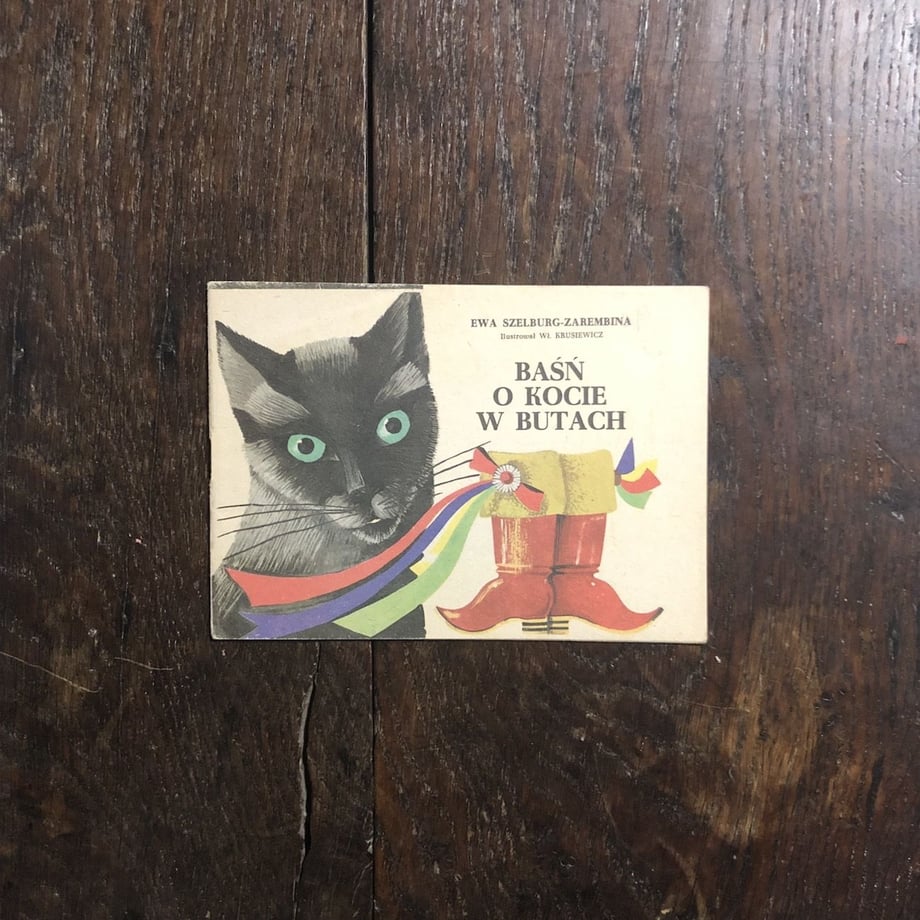 EWA SZELBURG-ZAREMBINA
Ilustrował Wł. KRUSIEWICZ
BAŚŃ
O KOCIE
W BUTACH